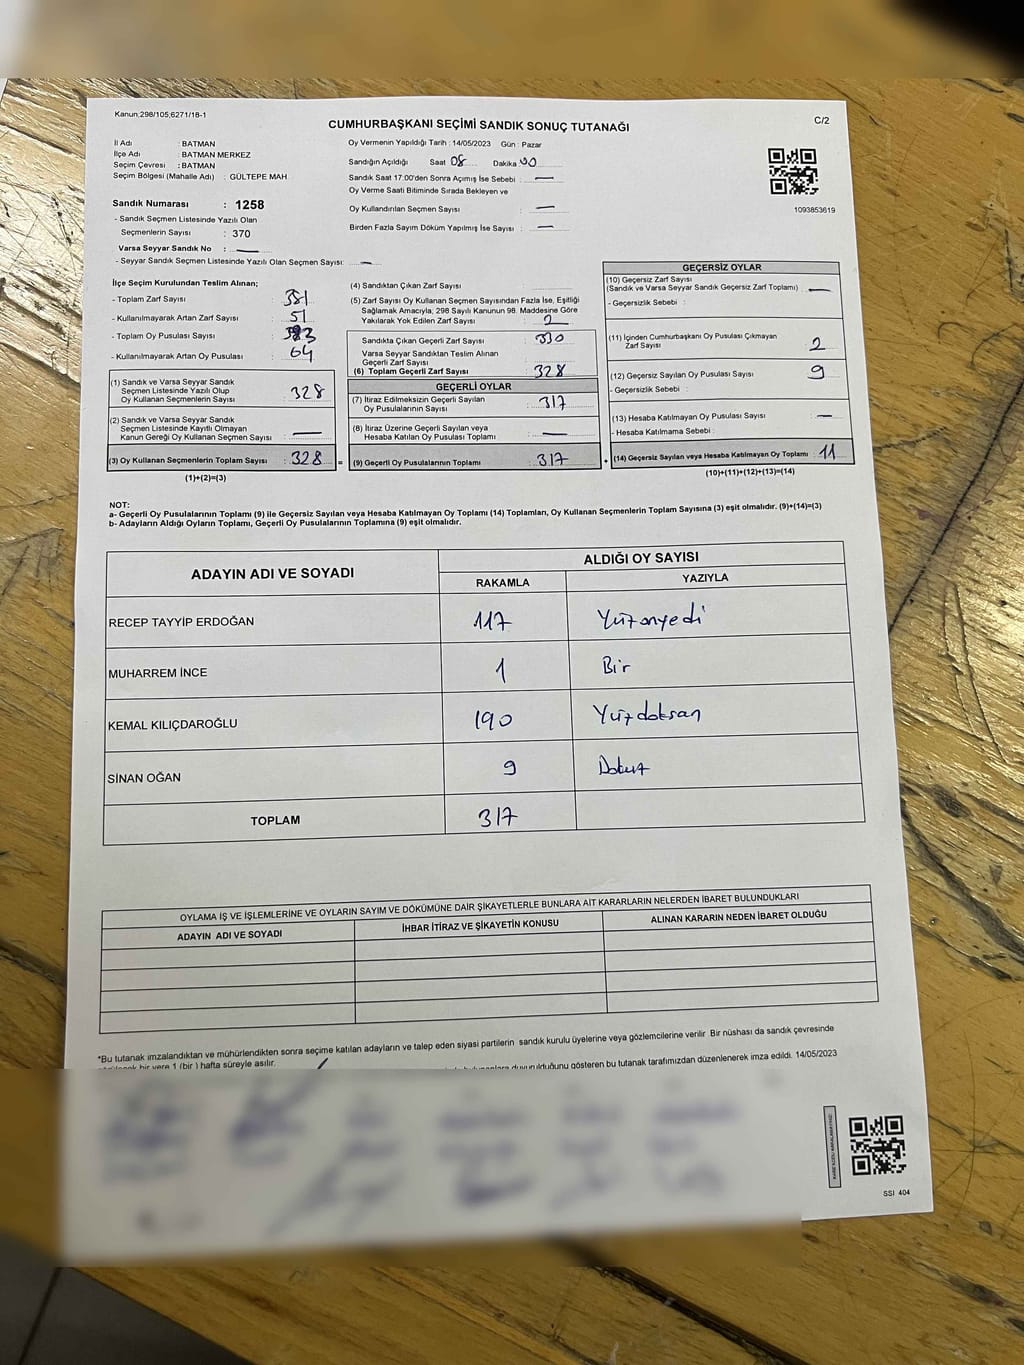 Kanun;298/105;6271/18-1
CUMHURBAŞKANI SEÇİMİ SANDIK SONUÇ TUTANAĞI
C/2
İl Adı : BATMAN
İlçe Adı : BATMAN MERKEZ
Seçim Çevresi : BATMAN
Seçim Bölgesi (Mahalle Adı) : GÜLTEPE MAH
Sandık Numarası : 1258
- Sandık Seçmen Listesinde Yazılı Olan
Seçmenlerin Sayısı : 370
Varsa Seyyar Sandık No : —
- Seyyar Sandık Seçmen Listesinde Yazılı Olan Seçmen Sayısı: —
Oy Vermenin Yapıldığı Tarih : 14/05/2023 Gün : Pazar
Sandığın Açıldığı Saat 08 Dakika
Sandık Saat 17:00'den Sonra Açımış İse Sebebi : —
Oy Verme Saati Bitiminde Sırada Bekleyen ve
Oy Kullandırılan Seçmen Sayısı : —
Birden Fazla Sayım Döküm Yapılmış İse Sayısı : —
1093853619
İlçe Seçim Kurulundan Teslim Alınan;
- Toplam Zarf Sayısı : 381
- Kullanılmayarak Artan Zarf Sayısı : 51
- Toplam Oy Pusulası Sayısı :
- Kullanılmayarak Artan Oy Pusulası : 64
(1) Sandık ve Varsa Seyyar Sandık
Seçmen Listesinde Yazılı Olup
Oy Kullanan Seçmenlerin Sayısı : 328
(2) Sandık ve Varsa Seyyar Sandık
Seçmen Listesinde Kayıtlı Olmayan
Kanun Gereği Oy Kullanan Seçmen Sayısı : —
(3) Oy Kullanan Seçmenlerin Toplam Sayısı : 328
(1)+(2)=(3)
(4) Sandıktan Çıkan Zarf Sayısı :
(5) Zarf Sayısı Oy Kullanan Seçmen Sayısından Fazla İse, Eşitliği
Sağlamak Amacıyla; 298 Sayılı Kanunun 98. Maddesine Göre
Yakılarak Yok Edilen Zarf Sayısı : 2
Sandıkta Çıkan Geçerli Zarf Sayısı : 330
Varsa Seyyar Sandıktan Teslim Alınan
Geçerli Zarf Sayısı :
(6) Toplam Geçerli Zarf Sayısı : 328
GEÇERLİ OYLAR
(7) İtiraz Edilmeksizin Geçerli Sayılan
Oy Pusulalarının Sayısı : 317
(8) İtiraz Üzerine Geçerli Sayılan veya
Hesaba Katılan Oy Pusulası Toplamı : —
= (9) Geçerli Oy Pusulalarının Toplamı : 317
GEÇERSİZ OYLAR
(10) Geçersiz Zarf Sayısı
(Sandık ve Varsa Seyyar Sandık Geçersiz Zarf Toplamı) : —
- Geçersizlik Sebebi :
(11) İçinden Cumhurbaşkanı Oy Pusulası Çıkmayan
Zarf Sayısı : 2
(12) Geçersiz Sayılan Oy Pusulası Sayısı : 9
- Geçersizlik Sebebi :
(13) Hesaba Katılmayan Oy Pusulası Sayısı : —
- Hesaba Katılmama Sebebi :
+ (14) Geçersiz Sayılan veya Hesaba Katılmayan Oy Toplamı : 11
(10)+(11)+(12)+(13)=(14)
NOT:
a- Geçerli Oy Pusulalarının Toplamı (9) ile Geçersiz Sayılan veya Hesaba Katılmayan Oy Toplamı (14) Toplamları, Oy Kullanan Seçmenlerin Toplam Sayısına (3) eşit olmalıdır. (9)+(14)=(3)
b- Adayların Aldığı Oyların Toplamı, Geçerli Oy Pusulalarının Toplamına (9) eşit olmalıdır.
ADAYIN ADI VE SOYADI
ALDIĞI OY SAYISI
RAKAMLA YAZIYLA
RECEP TAYYİP ERDOĞAN 117 Yüzonyedi
MUHARREM İNCE 1 Bir
KEMAL KILIÇDAROĞLU 190 Yüzdoksan
SİNAN OĞAN 9 Dokuz
TOPLAM 317
OYLAMA İŞ VE İŞLEMLERİNE VE OYLARIN SAYIM VE DÖKÜMÜNE DAİR ŞİKAYETLERLE BUNLARA AİT KARARLARIN NELERDEN İBARET BULUNDUKLARI
ADAYIN ADI VE SOYADI İHBAR İTİRAZ VE ŞİKAYETİN KONUSU ALINAN KARARIN NEDEN İBARET OLDUĞU
*Bu tutanak imzalandıktan ve mühürlendikten sonra seçime katılan adayların ve talep eden siyasi partilerin sandık kurulu üyelerine veya gözlemcilerine verilir Bir nüshası da sandık çevresinde
bir yere 1 (bir ) hafta süreyle asılır. duyurulduğunu gösteren bu tutanak tarafımızdan düzenlenerek imza edildi. 14/05/2023
SSI 404